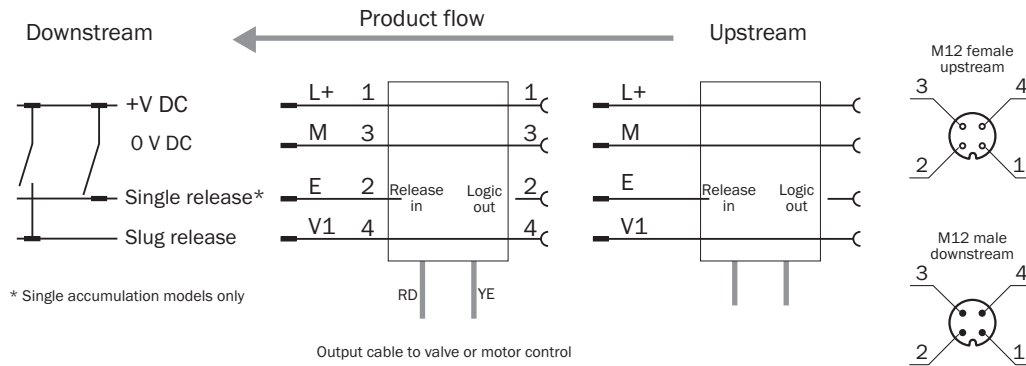 Product flow
Downstream
Upstream
+V DC
0 V DC
Single release*
Slug release
* Single accumulation models only
L+ 1 1
M 3 3
E 2 Release in Logic out 2
V1 4 4
RD
YE
Output cable to valve or motor control
L+
M
E Release in Logic out
V1
M12 female
upstream
3 4
2 1
M12 male
downstream
3 4
2 1